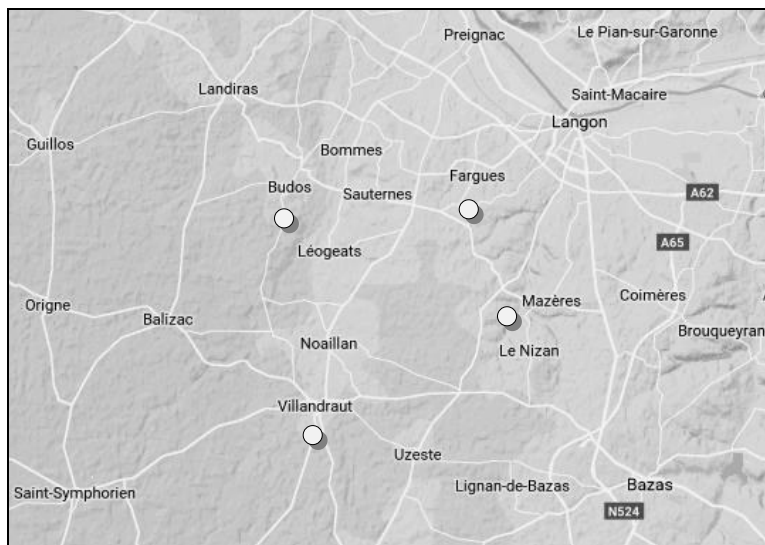 Le Pian-sur-Garonne
Preignac
Landiras
Saint-Macaire
Langon
Guillos
Bommes
Fargues
Budos
Sauternes
A62
A65
Léogeats
Origne
Mazères
Coimères
Balizac
Brouqueyran
Noaillan
Le Nizan
Villandraut
Uzeste
Saint-Symphorien
Lignan-de-Bazas
Bazas
N524